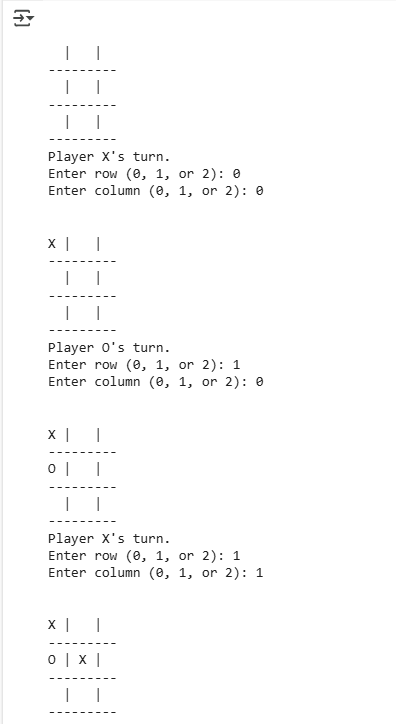 |   |
---------
  |   |
---------
  |   |
---------
Player X's turn.
Enter row (0, 1, or 2): 0
Enter column (0, 1, or 2): 0
X |   |
---------
  |   |
---------
  |   |
---------
Player O's turn.
Enter row (0, 1, or 2): 1
Enter column (0, 1, or 2): 0
X |   |
---------
O |   |
---------
  |   |
---------
Player X's turn.
Enter row (0, 1, or 2): 1
Enter column (0, 1, or 2): 1
X |   |
---------
O | X |
---------
  |   |
---------